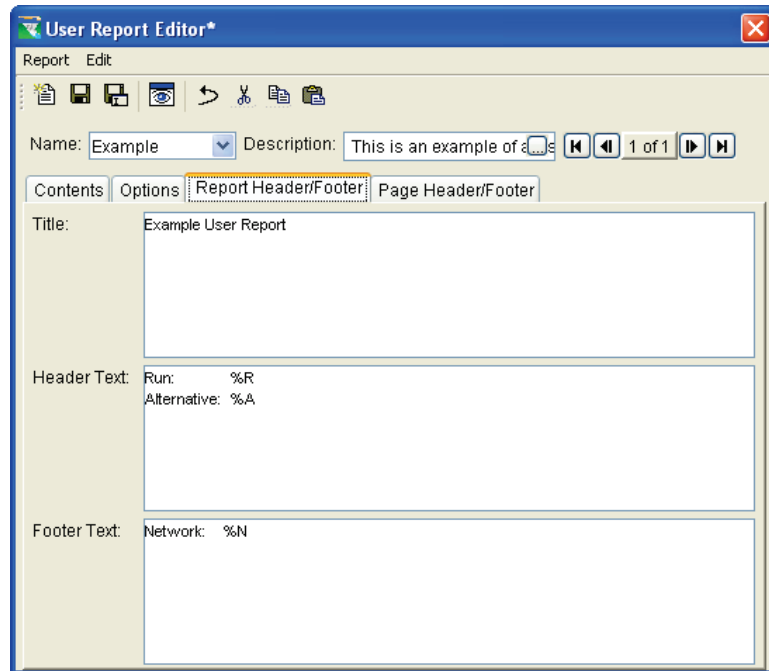 User Report Editor*
Report Edit
Name: Example Description: This is an example of a ... s 1 of 1
Contents Options Report Header/Footer Page Header/Footer
Title: Example User Report
Header Text: Run: %R
Alternative: %A
Footer Text: Network: %N